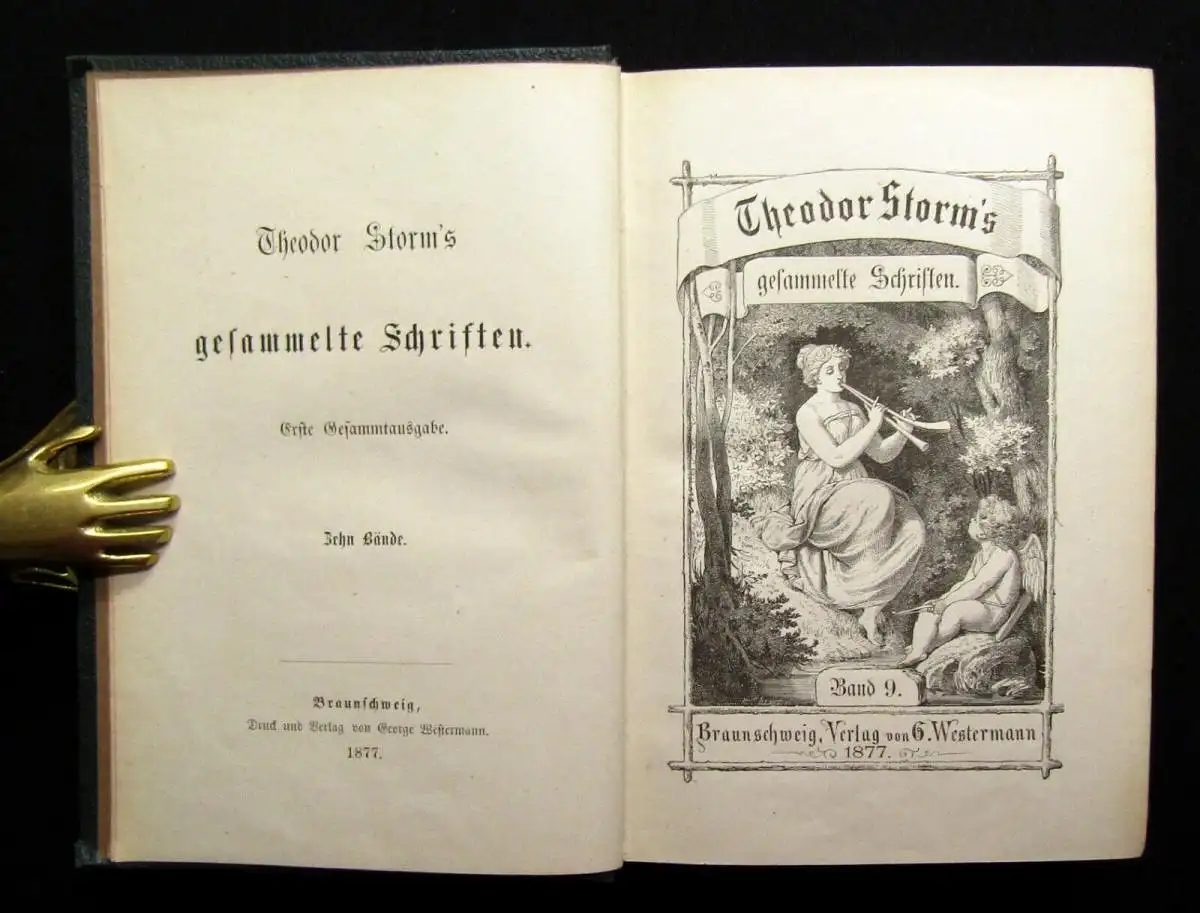 Theodor Storm's
gesammelte Schriften.
Erste Gesammtausgabe.
Zehn Bände.
Braunschweig,
Druck und Verlag von George Westermann.
1877.
Theodor Storm's
gesammelte Schriften.
Band 9.
Braunschweig, Verlag von G. Westermann
1877.